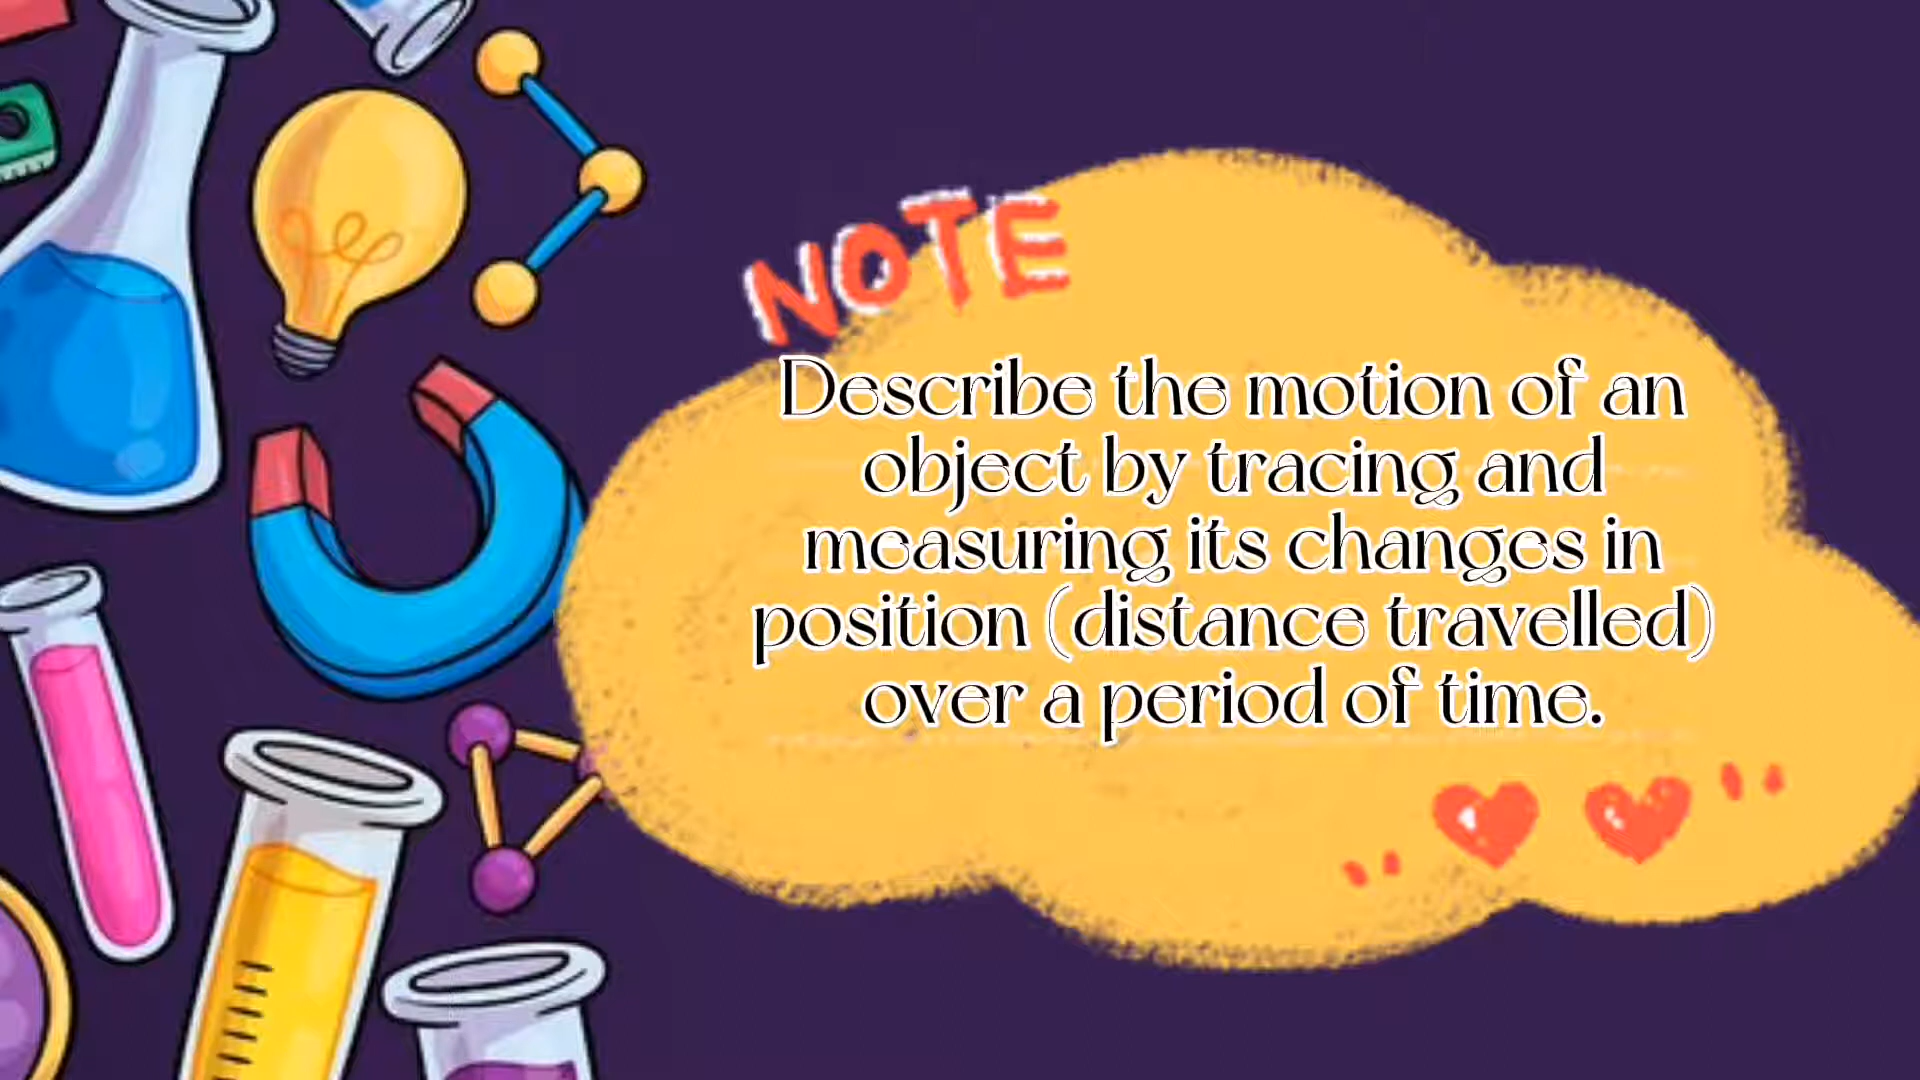 NOTE
Describe the motion of an
object by tracing and
measuring its changes in
position (distance travelled)
over a period of time.